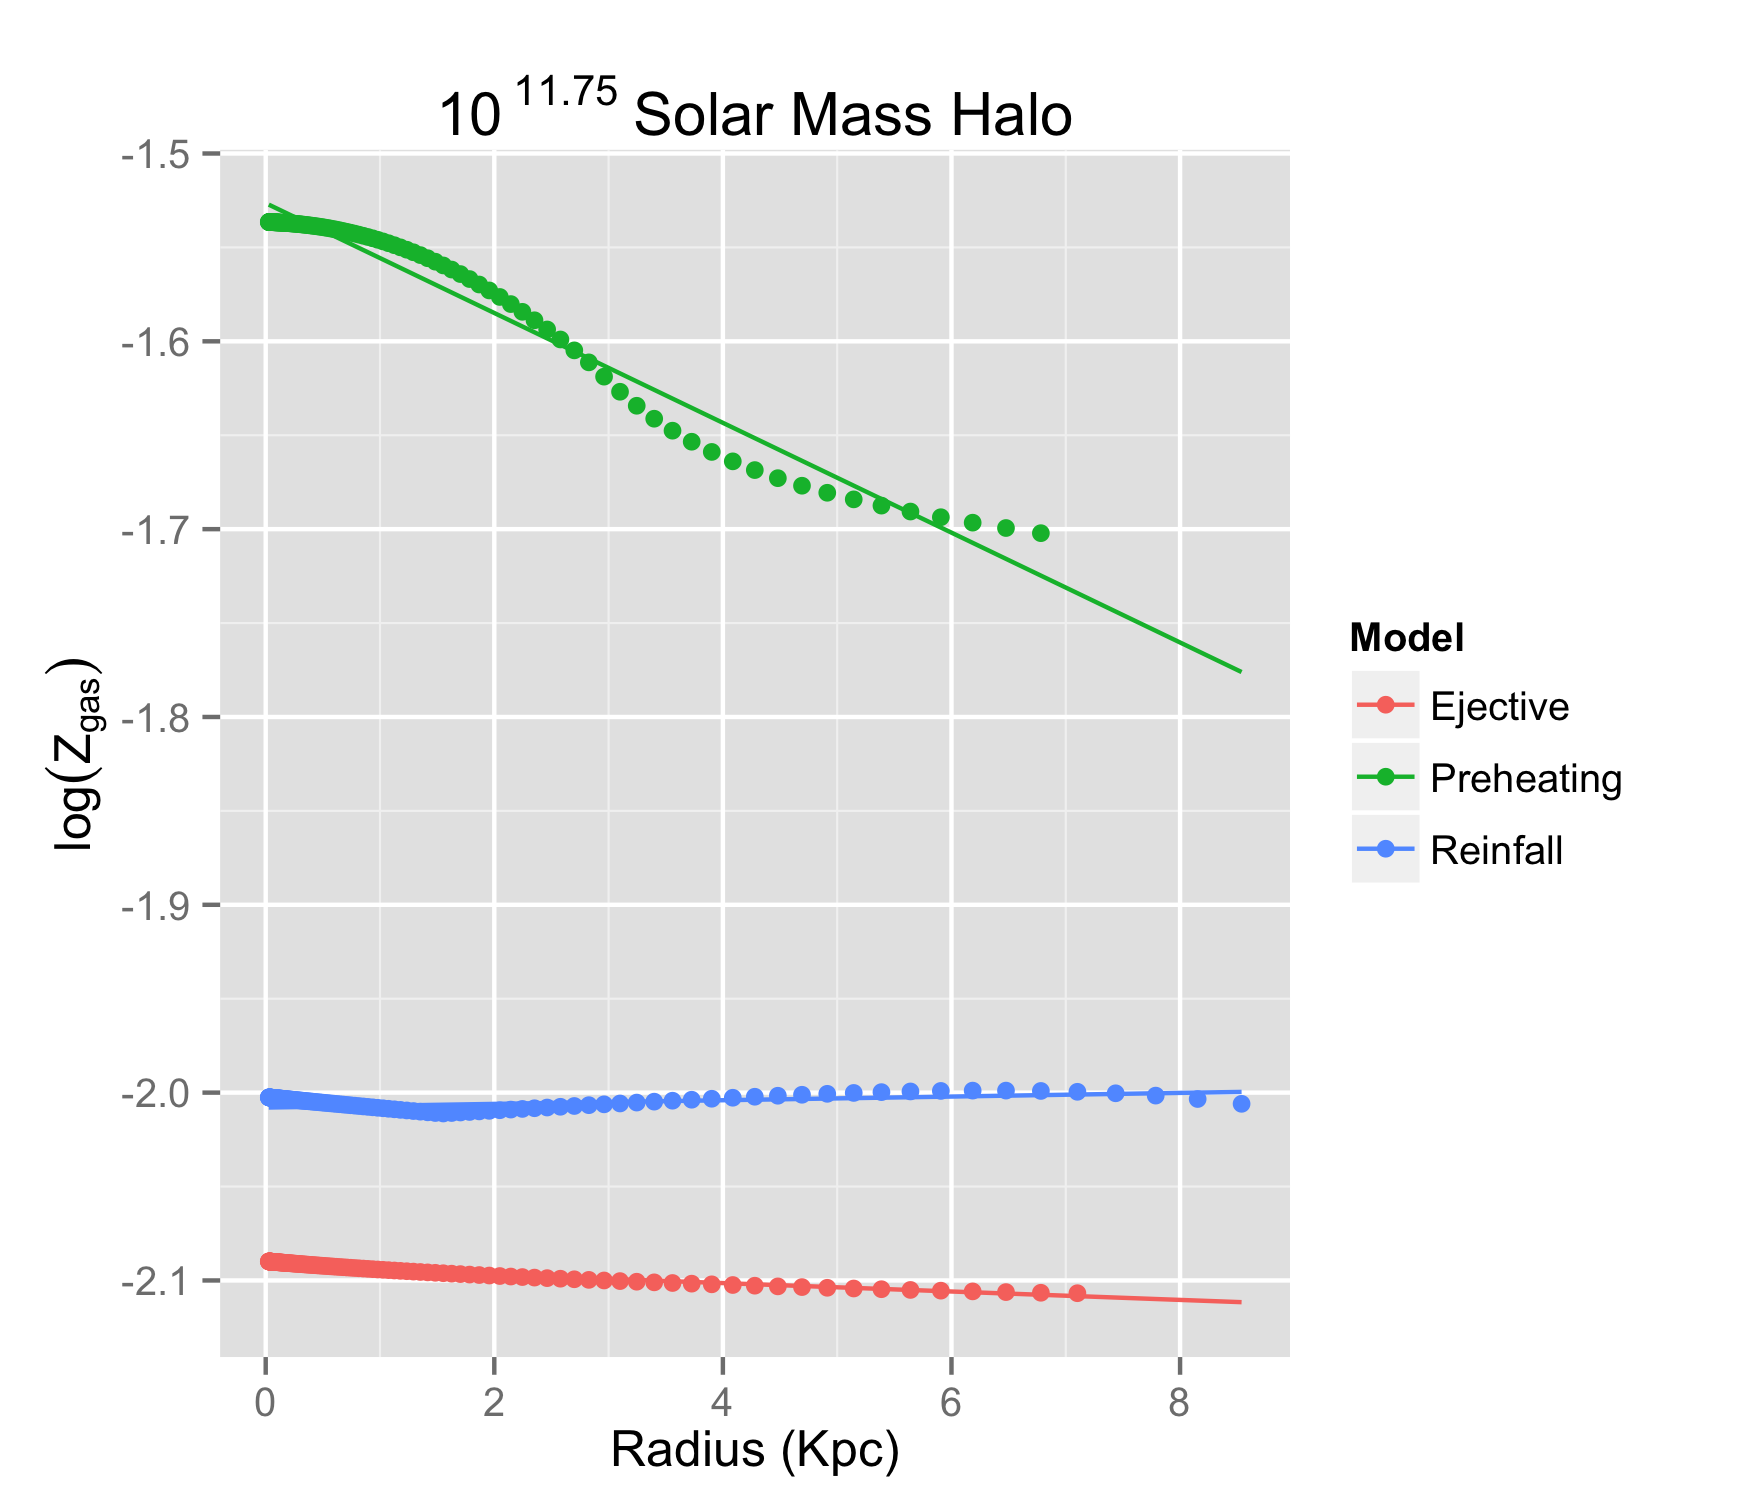 10 11.75 Solar Mass Halo
-1.5
-1.6
-1.7
-1.8
-1.9
-2.0
-2.1
log(Zgas)
0 2 4 6 8
Radius (Kpc)
Model
Ejective
Preheating
Reinfall